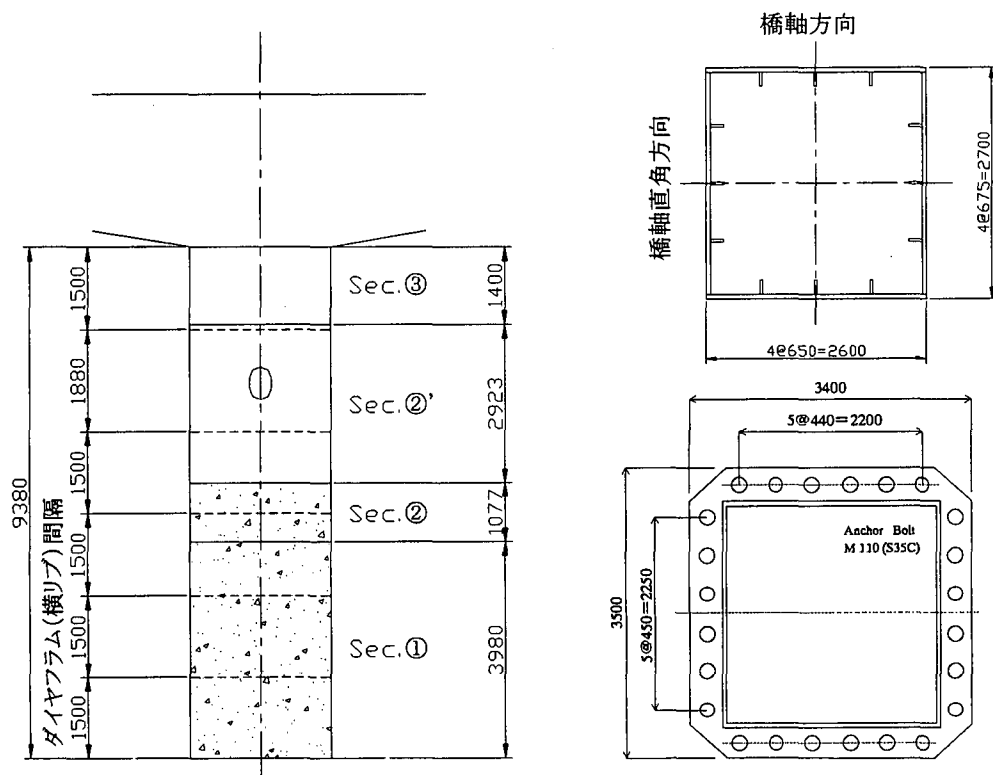 9380
ダイヤフラム(横リブ)間隔
1500
1880
1500
1500
1500
1500
Sec.③
Sec.②'
Sec.②
Sec.①
1400
2923
1077
3980
橋軸方向
橋軸直角方向
4@675=2700
4@650=2600
3400
5@440=2200
3500
5@450=2250
Anchor Bolt
M 110 (S35C)